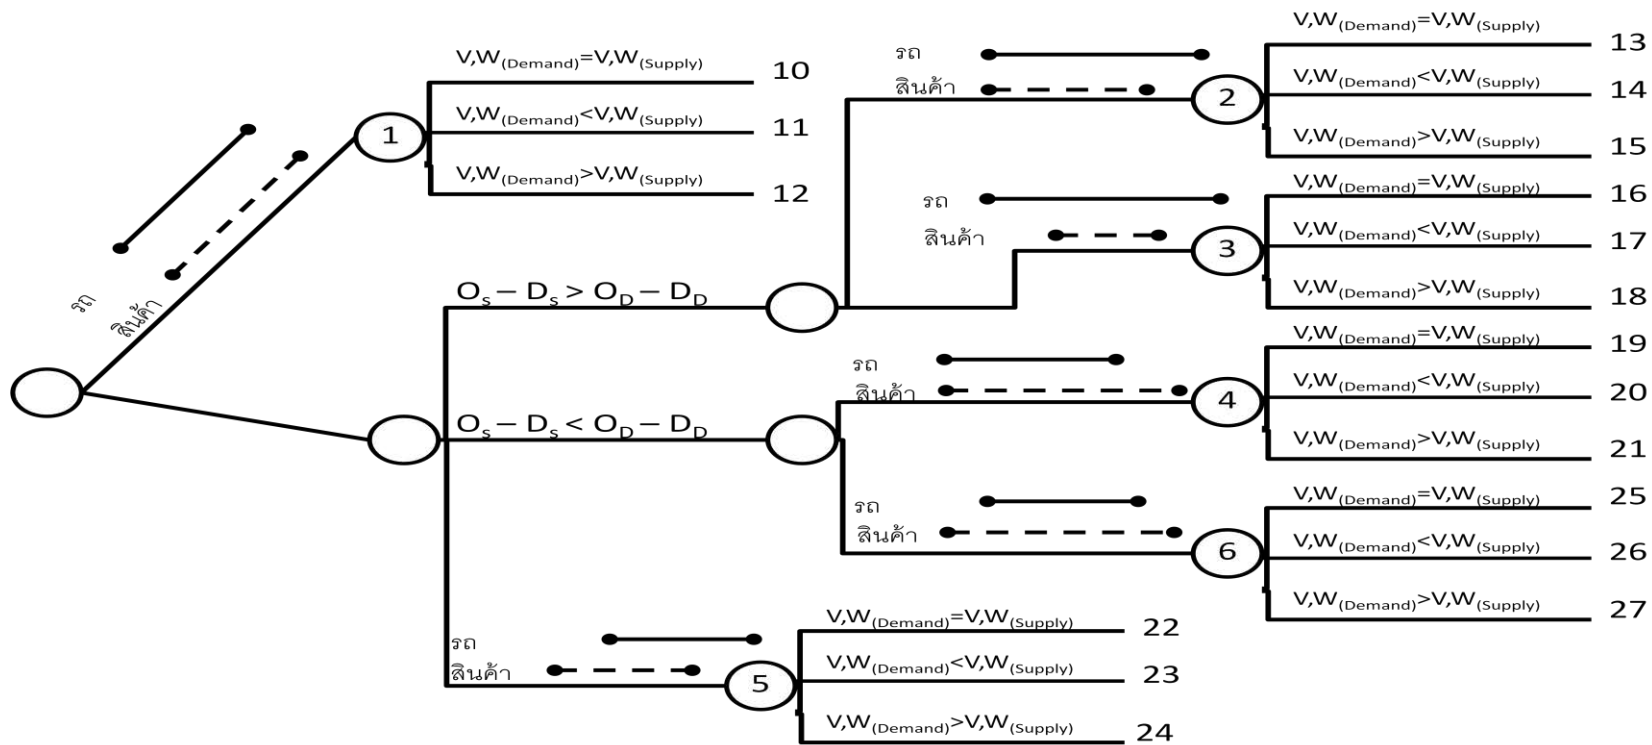 รถ
สินค้า
1
V,W(Demand)=V,W(Supply) 10
V,W(Demand)<V,W(Supply) 11
V,W(Demand)>V,W(Supply) 12
Os – Ds > OD – DD
รถ
สินค้า
2
V,W(Demand)=V,W(Supply) 13
V,W(Demand)<V,W(Supply) 14
V,W(Demand)>V,W(Supply) 15
รถ
สินค้า
3
V,W(Demand)=V,W(Supply) 16
V,W(Demand)<V,W(Supply) 17
V,W(Demand)>V,W(Supply) 18
Os – Ds < OD – DD
รถ
สินค้า
4
V,W(Demand)=V,W(Supply) 19
V,W(Demand)<V,W(Supply) 20
V,W(Demand)>V,W(Supply) 21
รถ
สินค้า
6
V,W(Demand)=V,W(Supply) 25
V,W(Demand)<V,W(Supply) 26
V,W(Demand)>V,W(Supply) 27
รถ
สินค้า
5
V,W(Demand)=V,W(Supply) 22
V,W(Demand)<V,W(Supply) 23
V,W(Demand)>V,W(Supply) 24